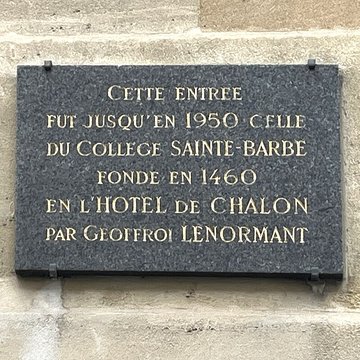 CETTE ENTREE
FUT JUSQU'EN 1950 CELLE
DU COLLEGE SAINTE-BARBE
FONDE EN 1460
EN L'HOTEL DE CHALON
PAR GEOFFROI LENORMANT